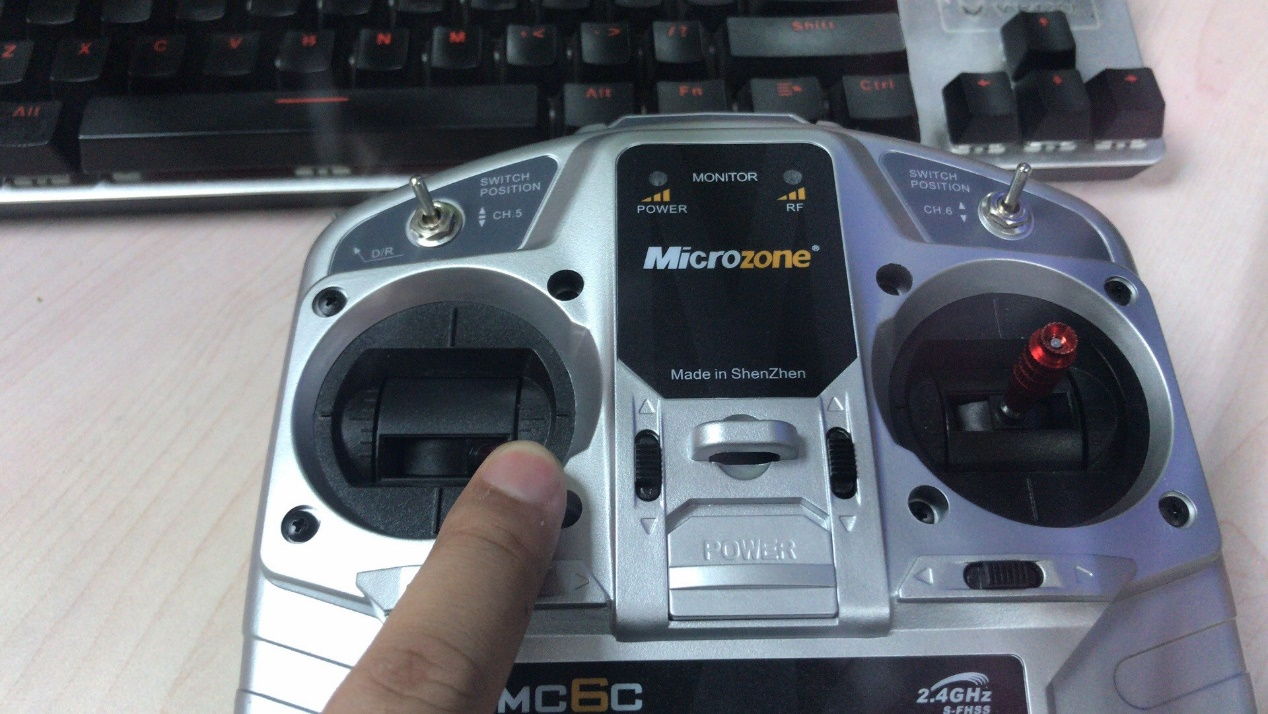 Z X C V B N M < > ?/ Shift
Alt Alt Fn Ctrl
SWITCH
POSITION
CH.5
D/R
MONITOR
POWER
RF
Microzone®
Made in ShenZhen
SWITCH
POSITION
CH.6
POWER
MC6C
2.4GHz
S-FHSS